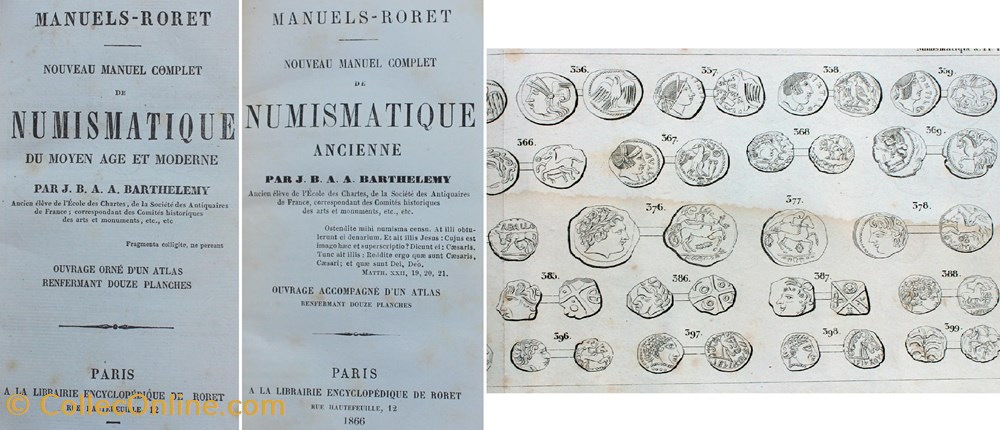 MANUELS-RORET
NOUVEAU MANUEL COMPLET
DE
NUMISMATIQUE
DU MOYEN AGE ET MODERNE
PAR J. B. A. A. BARTHELEMY
Ancien élève de l'École des Chartes, de la Société des Antiquaires
de France; correspondant des Comités historiques
des arts et monuments, etc., etc
Fragmenta colligite, ne pereant
OUVRAGE ORNÉ D'UN ATLAS
RENFERMANT DOUZE PLANCHES
PARIS
A LA LIBRAIRIE ENCYCLOPÉDIQUE DE RORET
RUE HAUTEFEUILLE, 12
© CollecOnline.com
MANUELS-RORET
NOUVEAU MANUEL COMPLET
DE
NUMISMATIQUE
ANCIENNE
PAR J. B. A. A. BARTHELEMY
Ancien élève de l'École des Chartes, de la Société des Antiquaires
de France, correspondant des Comités historiques
des arts et monuments, etc., etc.
Ostendite mihi numisma census. At illi obtu-
lerunt ei denarium. Et ait illis Jesus: Cujus est
imago hæc et superscriptio? Dicunt ei: Cæsaris.
Tunc ait illis: Reddite ergo quæ sunt Cæsaris,
Cæsari; et quæ sunt Dei, Deo.
MATTH. XXII, 19, 20, 21.
OUVRAGE ACCOMPAGNÉ D'UN ATLAS
RENFERMANT DOUZE PLANCHES
PARIS
A LA LIBRAIRIE ENCYCLOPÉDIQUE DE RORET
RUE HAUTEFEUILLE, 12
1866
356. 357. 358. 359.
366. 367. 368 369.
376. 377. 378.
385. 386. 387. 388.
396. 397. 398. 399.